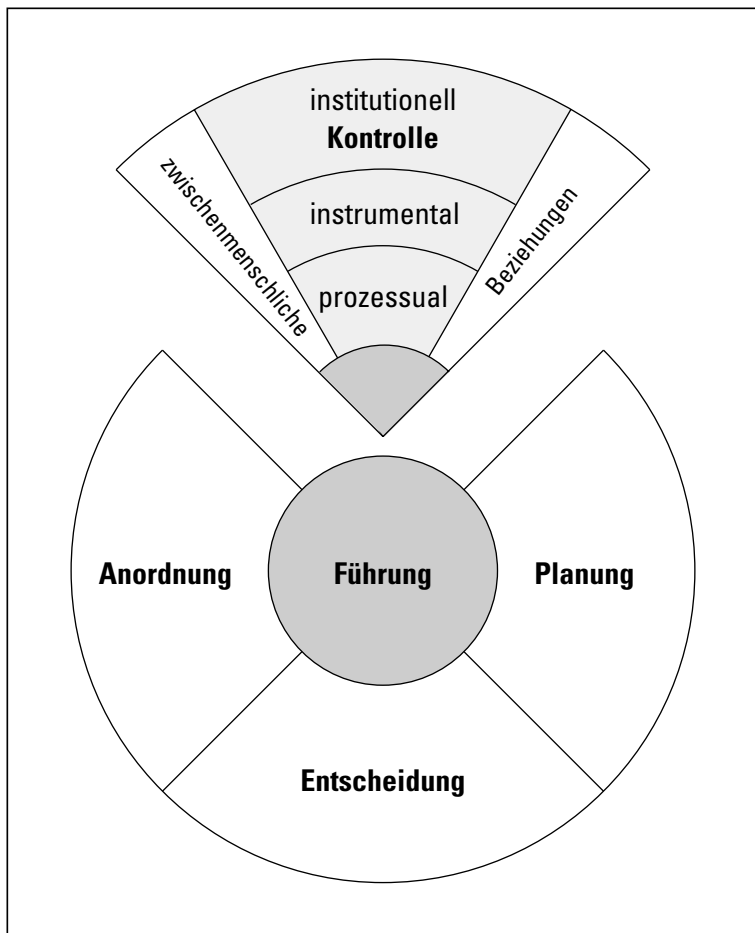 institutionell
Kontrolle
zwischenmenschliche
Beziehungen
instrumental
prozessual
Anordnung
Führung
Planung
Entscheidung